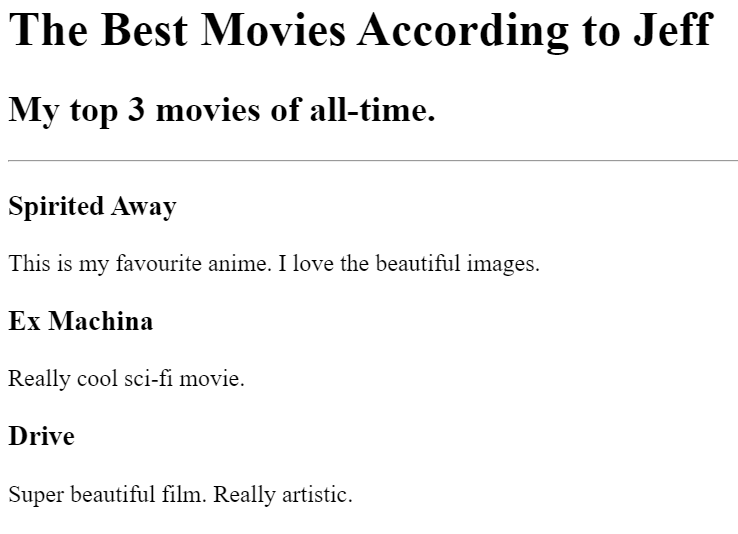 The Best Movies According to Jeff
My top 3 movies of all-time.
Spirited Away
This is my favourite anime. I love the beautiful images.
Ex Machina
Really cool sci-fi movie.
Drive
Super beautiful film. Really artistic.